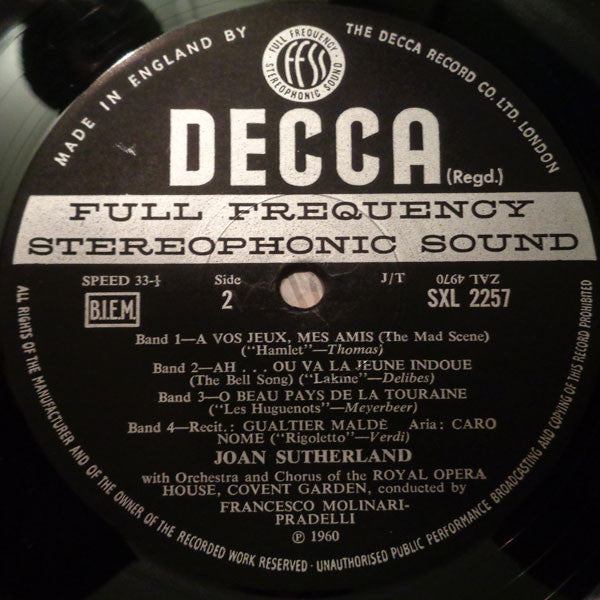 MADE IN ENGLAND BY
THE DECCA RECORD CO. LTD. LONDON
FULL FREQUENCY
ffss
STEREOPHONIC SOUND
DECCA (Regd.)
FULL FREQUENCY
STEREOPHONIC SOUND
SPEED 33-⅓
Side
2
J/T
ZAL 4970
B.I.E.M.
SXL 2257
Band 1—A VOS JEUX, MES AMIS (The Mad Scene)
("Hamlet"—Thomas)
Band 2—AH . . . OU VA LA JEUNE INDOUE
(The Bell Song) ("Lakme"—Delibes)
Band 3—O BEAU PAYS DE LA TOURAINE
("Les Huguenots"—Meyerbeer)
Band 4—Recit.: GUALTIER MALDÈ Aria: CARO
NOME ("Rigoletto"—Verdi)
JOAN SUTHERLAND
with Orchestra and Chorus of the ROYAL OPERA
HOUSE, COVENT GARDEN, conducted by
FRANCESCO MOLINARI-
PRADELLI
℗ 1960
ALL RIGHTS OF THE MANUFACTURER AND OF THE OWNER OF THE RECORDED WORK RESERVED · UNAUTHORISED PUBLIC PERFORMANCE BROADCASTING AND COPYING OF THIS RECORD PROHIBITED